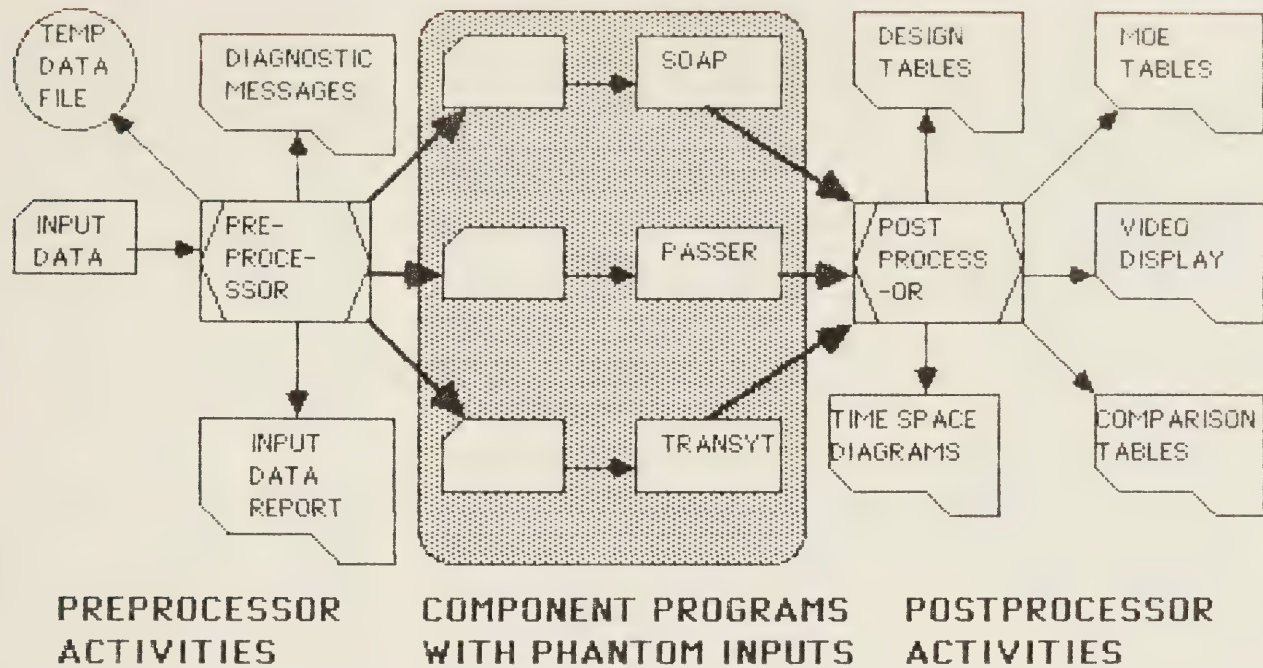 TEMP
DATA
FILE
DIAGNOSTIC
MESSAGES
INPUT
DATA
PRE-
PROCE-
SSOR
INPUT
DATA
REPORT
SOAP
PASSER
TRANSYT
DESIGN
TABLES
MOE
TABLES
POST
PROCESS
-OR
VIDEO
DISPLAY
TIME SPACE
DIAGRAMS
COMPARISON
TABLES
PREPROCESSOR
ACTIVITIES
COMPONENT PROGRAMS
WITH PHANTOM INPUTS
POSTPROCESSOR
ACTIVITIES